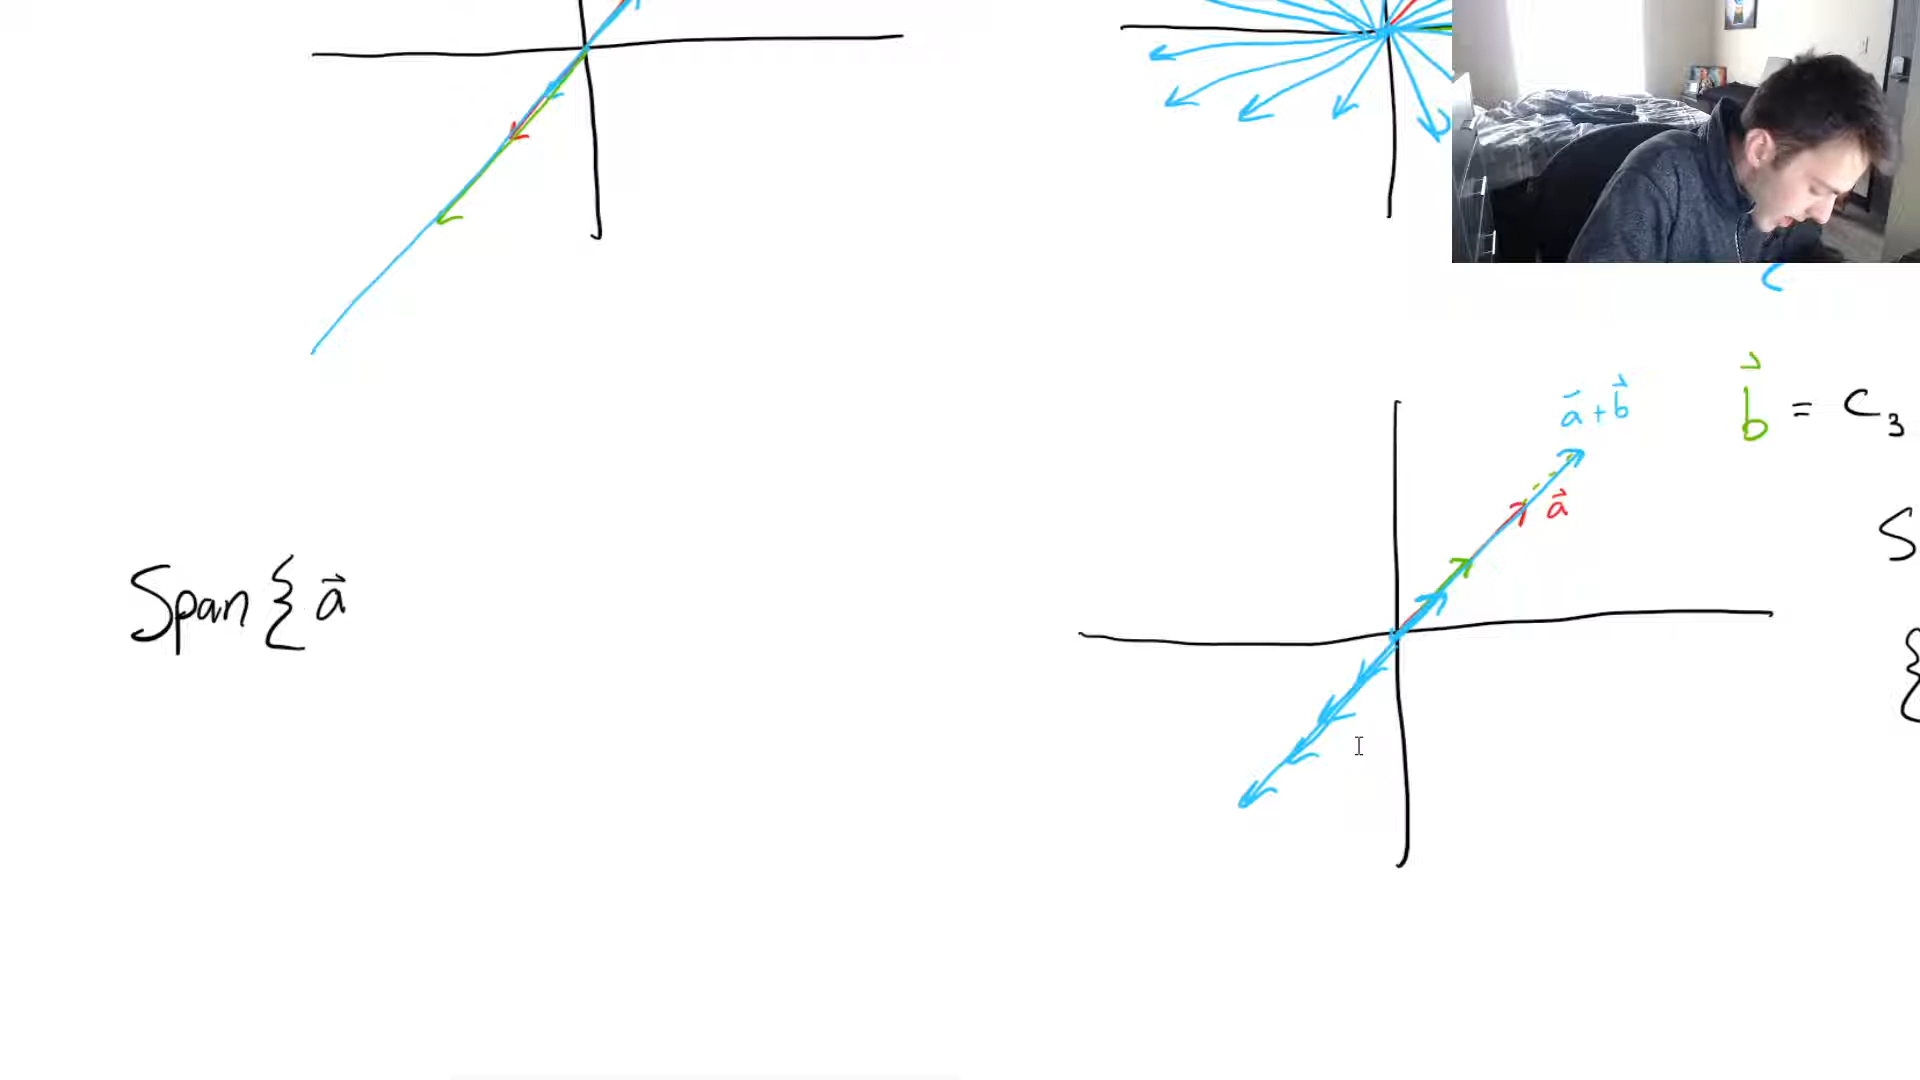 a⃗ + b⃗
b⃗ = C₃
a⃗
S
Span { a⃗
{